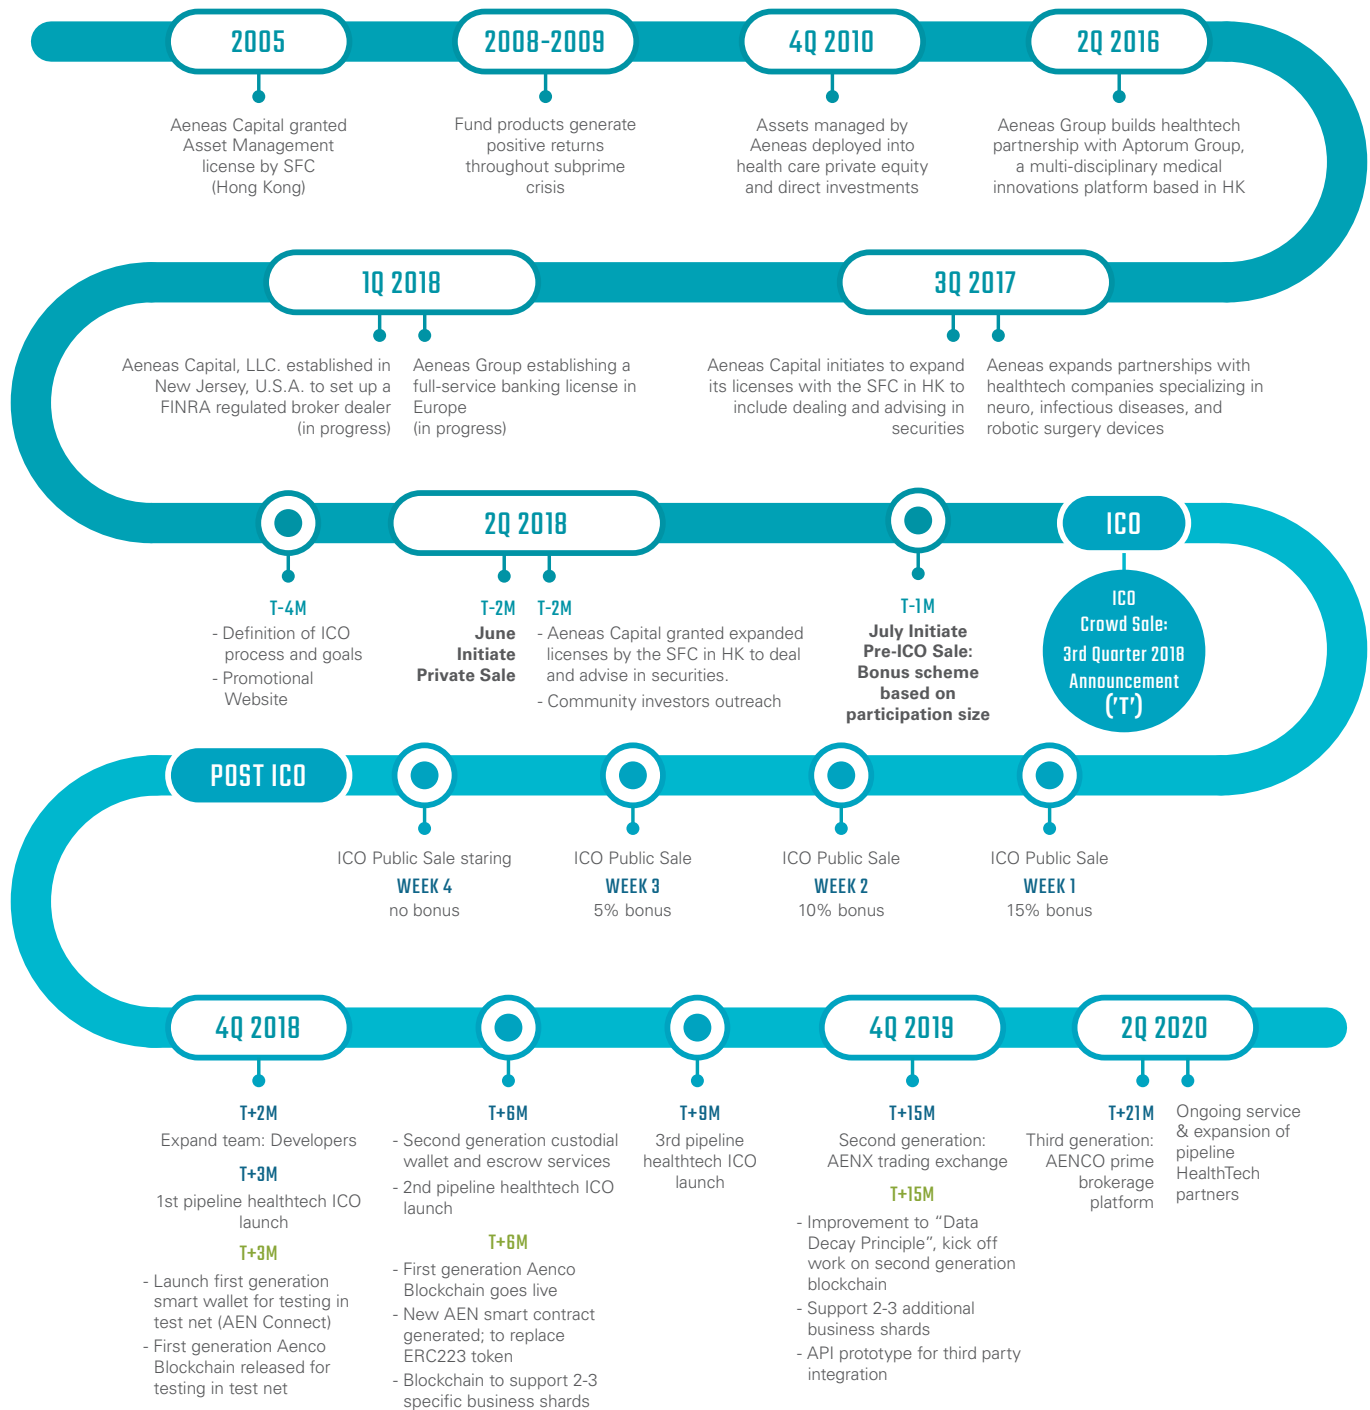 2005
Aeneas Capital granted
Asset Management
license by SFC
(Hong Kong)
2008-2009
Fund products generate
positive returns
throughout subprime
crisis
4Q 2010
Assets managed by
Aeneas deployed into
health care private equity
and direct investments
2Q 2016
Aeneas Group builds healthtech
partnership with Aptorum Group,
a multi-disciplinary medical
innovations platform based in HK
3Q 2017
Aeneas Capital initiates to expand
its licenses with the SFC in HK to
include dealing and advising in
securities
Aeneas expands partnerships with
healthtech companies specializing in
neuro, infectious diseases, and
robotic surgery devices
1Q 2018
Aeneas Capital, LLC. established in
New Jersey, U.S.A. to set up a
FINRA regulated broker dealer
(in progress)
Aeneas Group establishing a
full-service banking license in
Europe
(in progress)
T-4M
- Definition of ICO
process and goals
- Promotional
Website
2Q 2018
T-2M
June
Initiate
Private Sale
T-2M
- Aeneas Capital granted expanded
licenses by the SFC in HK to deal
and advise in securities.
- Community investors outreach
T-1M
July Initiate
Pre-ICO Sale:
Bonus scheme
based on
participation size
ICO
ICO
Crowd Sale:
3rd Quarter 2018
Announcement
('T')
ICO Public Sale
WEEK 1
15% bonus
ICO Public Sale
WEEK 2
10% bonus
ICO Public Sale
WEEK 3
5% bonus
ICO Public Sale staring
WEEK 4
no bonus
POST ICO
4Q 2018
T+2M
Expand team: Developers
T+3M
1st pipeline healthtech ICO
launch
T+3M
- Launch first generation
smart wallet for testing in
test net (AEN Connect)
- First generation Aenco
Blockchain released for
testing in test net
T+6M
- Second generation custodial
wallet and escrow services
- 2nd pipeline healthtech ICO
launch
T+6M
- First generation Aenco
Blockchain goes live
- New AEN smart contract
generated; to replace
ERC223 token
- Blockchain to support 2-3
specific business shards
T+9M
3rd pipeline
healthtech ICO
launch
4Q 2019
T+15M
Second generation:
AENX trading exchange
T+15M
- Improvement to “Data
Decay Principle”, kick off
work on second generation
blockchain
- Support 2-3 additional
business shards
- API prototype for third party
integration
2Q 2020
T+21M
Third generation:
AENCO prime
brokerage
platform
Ongoing service
& expansion of
pipeline
HealthTech
partners